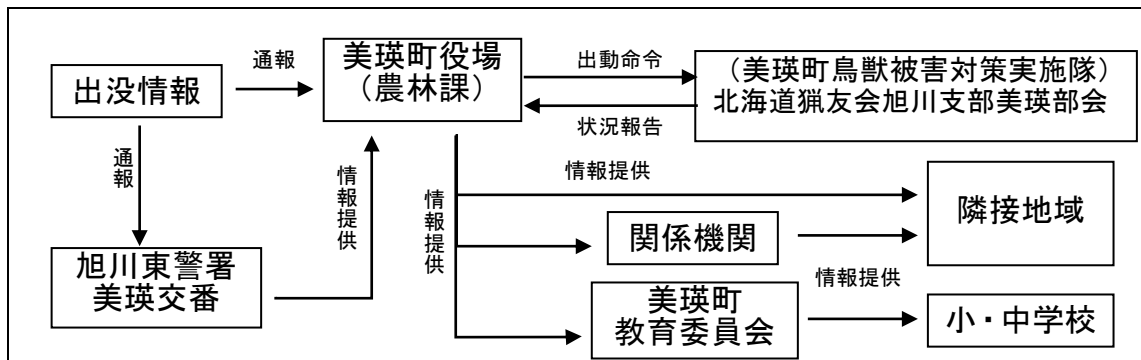 出没情報
通報
美瑛町役場
(農林課)
出動命令
状況報告
(美瑛町鳥獣被害対策実施隊)
北海道猟友会旭川支部美瑛部会
通報
旭川東警署
美瑛交番
情報提供
情報提供
情報提供
隣接地域
関係機関
美瑛町
教育委員会
情報提供
小・中学校